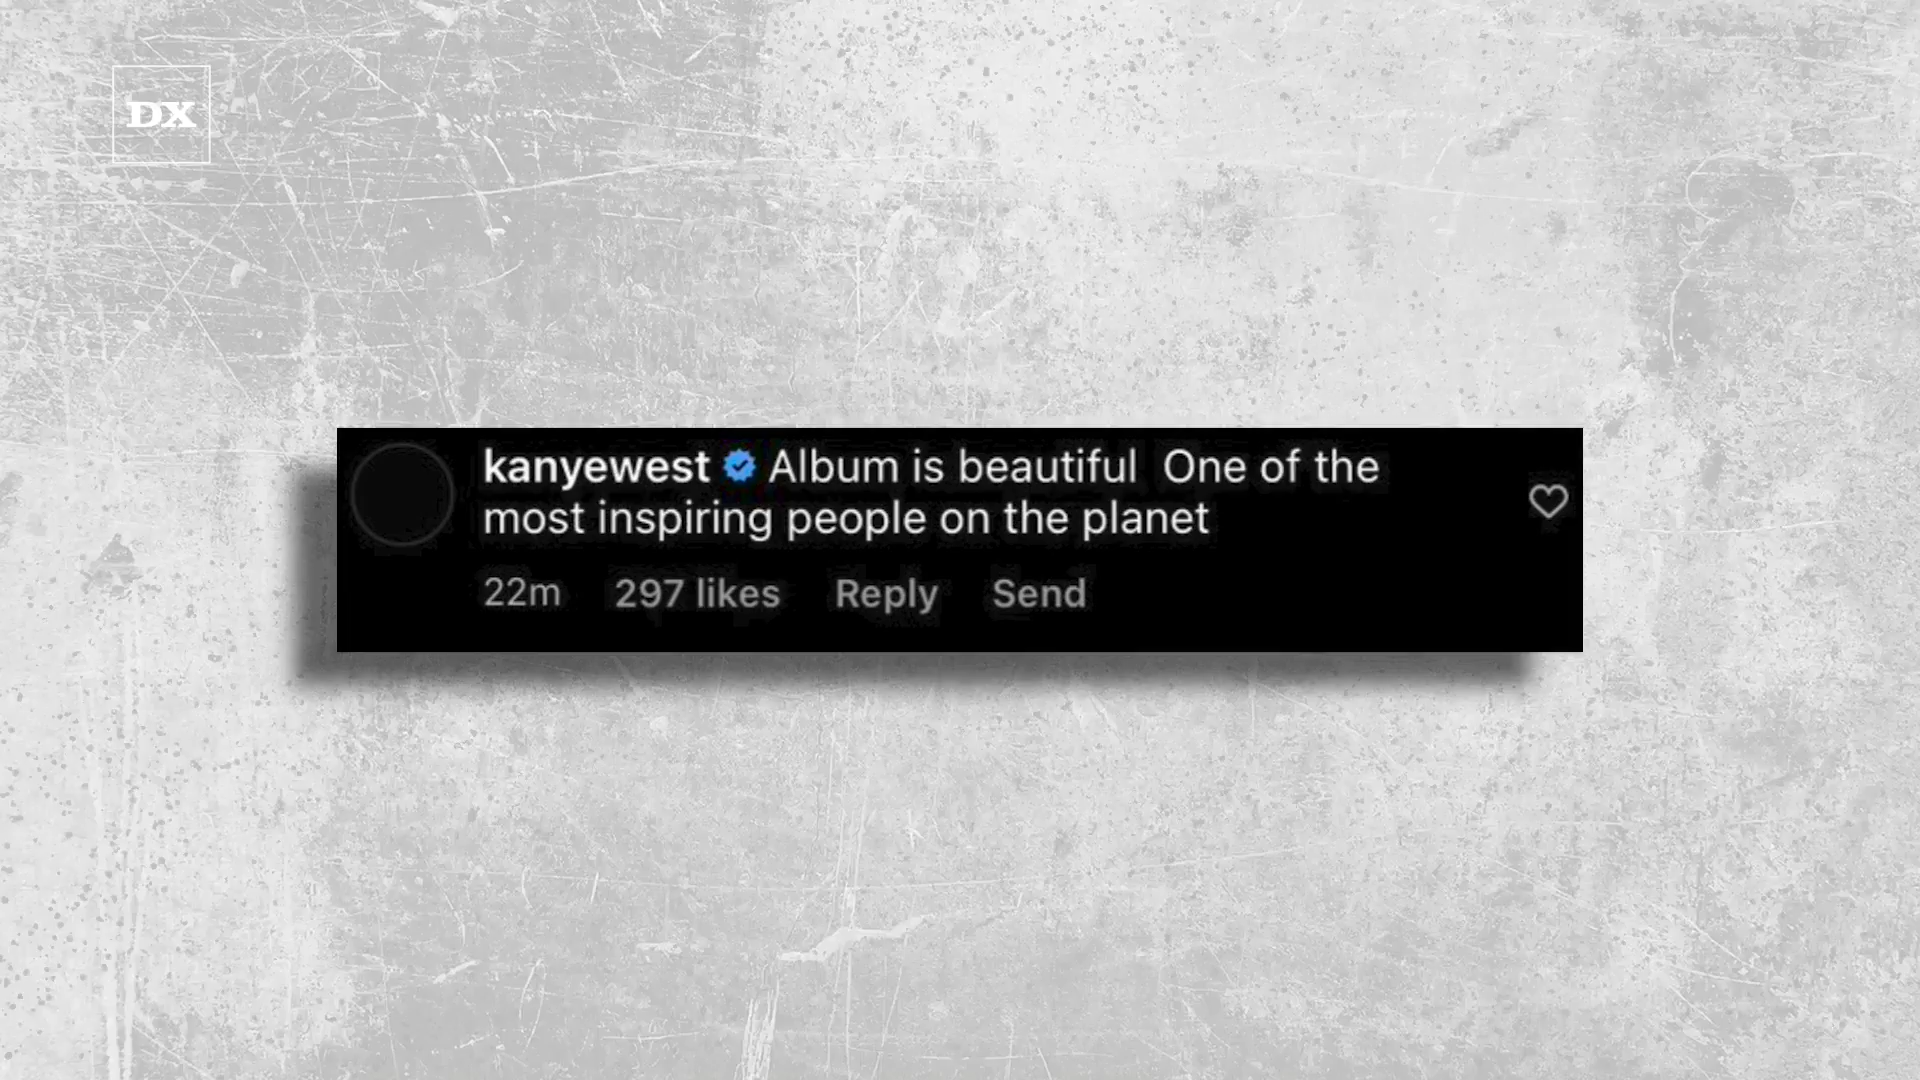 DX
kanyewest Album is beautiful  One of the
most inspiring people on the planet
22m 297 likes Reply Send